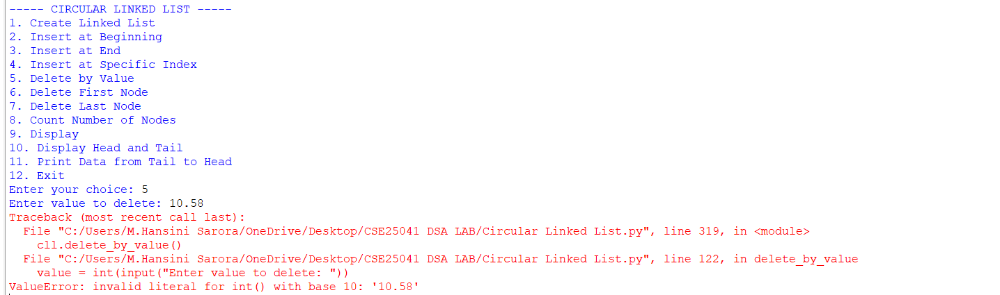 ----- CIRCULAR LINKED LIST -----
1. Create Linked List
2. Insert at Beginning
3. Insert at End
4. Insert at Specific Index
5. Delete by Value
6. Delete First Node
7. Delete Last Node
8. Count Number of Nodes
9. Display
10. Display Head and Tail
11. Print Data from Tail to Head
12. Exit
Enter your choice: 5
Enter value to delete: 10.58
Traceback (most recent call last):
  File "C:/Users/M.Hansini Sarora/OneDrive/Desktop/CSE25041 DSA LAB/Circular Linked List.py", line 319, in <module>
    cll.delete_by_value()
  File "C:/Users/M.Hansini Sarora/OneDrive/Desktop/CSE25041 DSA LAB/Circular Linked List.py", line 122, in delete_by_value
    value = int(input("Enter value to delete: "))
ValueError: invalid literal for int() with base 10: '10.58'